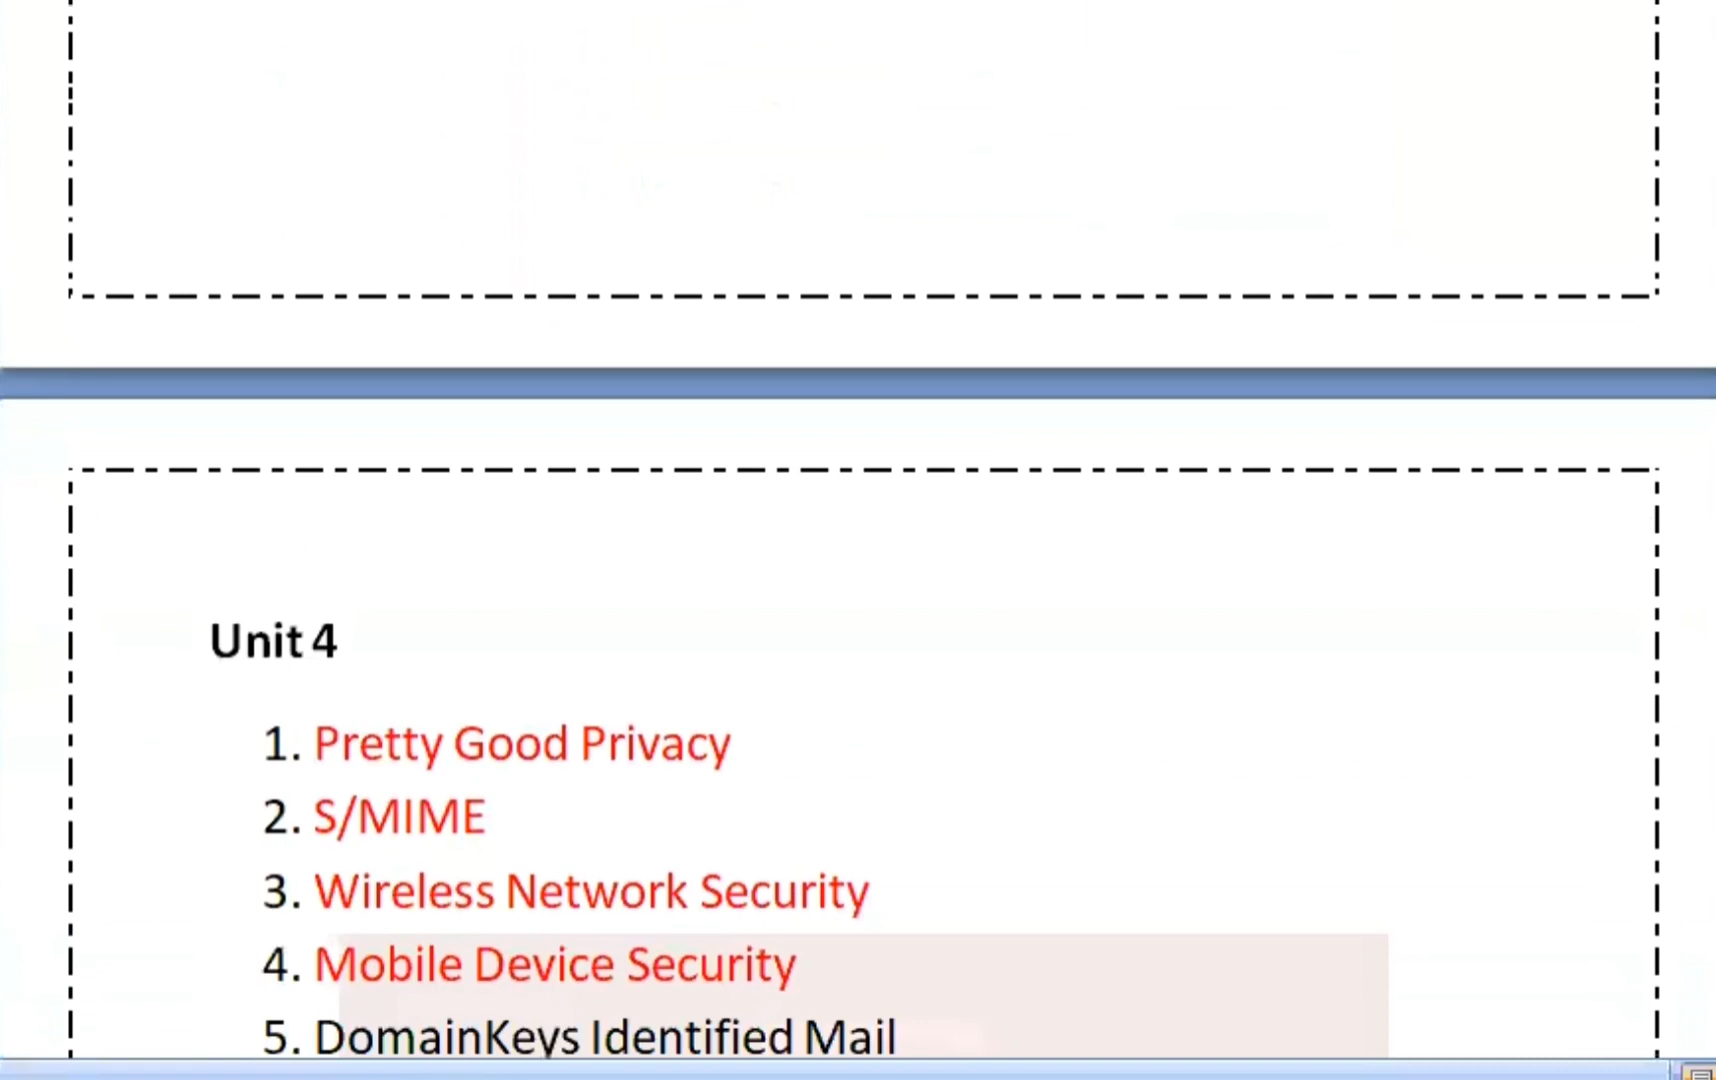 Unit 4
1. Pretty Good Privacy
2. S/MIME
3. Wireless Network Security
4. Mobile Device Security
5. DomainKeys Identified Mail